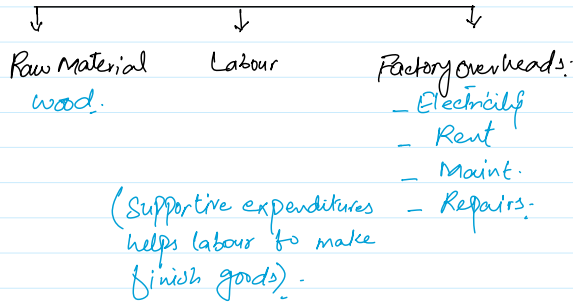 Raw Material Labour Factory overheads.
wood. - Electricity
- Rent
- Maint.
(Supportive expenditures - Repairs.
helps labour to make
finish goods).